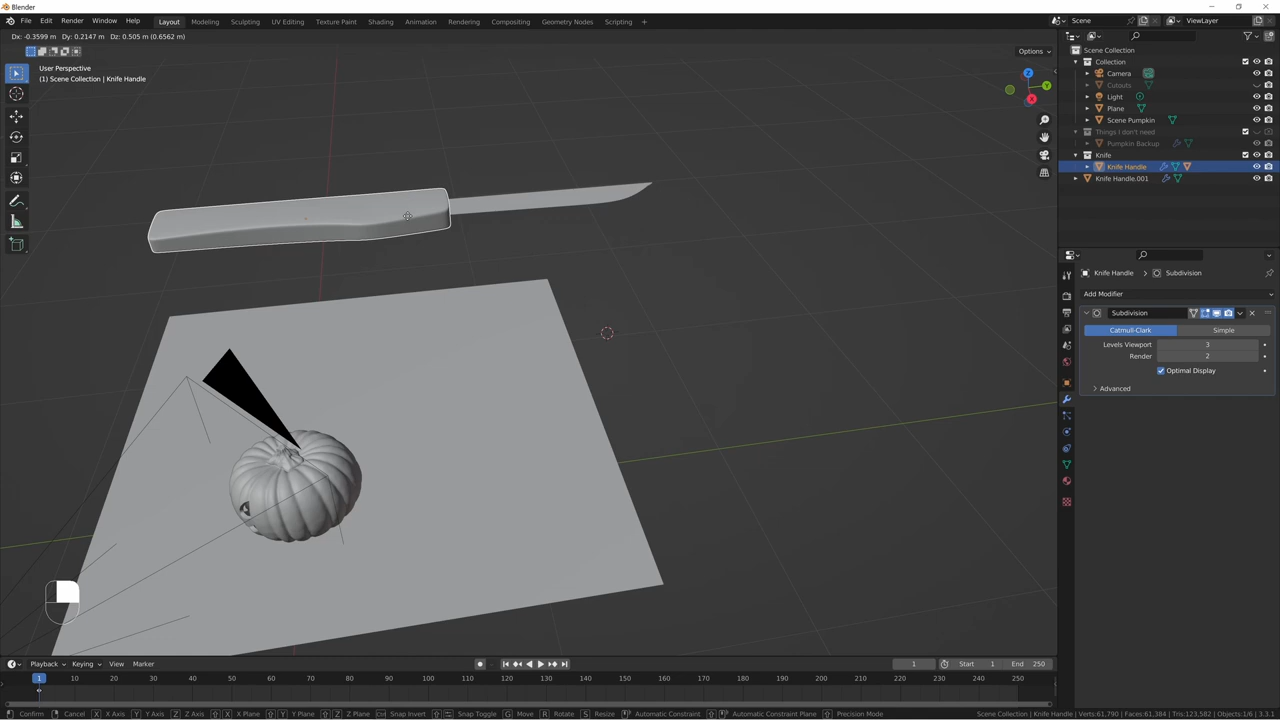 Blender
File Edit Render Window Help Layout Modeling Sculpting UV Editing Texture Paint Shading Animation Rendering Compositing Geometry Nodes Scripting + Scene ViewLayer
Dx: -0.3599 m Dy: 0.2147 m Dz: 0.505 m (0.6562 m)
Options
User Perspective
(1) Scene Collection | Knife Handle
Z
Y
X
Scene Collection
Collection
Camera
Cutouts
Light
Plane
Scene Pumpkin
Things I don't need
Pumpkin Backup
Knife
Knife Handle
Knife Handle.001
Knife Handle > Subdivision
Add Modifier
Subdivision
Catmull-Clark Simple
Levels Viewport 3
Render 2
Optimal Display
Advanced
Playback Keying View Marker 1 Start 1 End 250
1 10 20 30 40 50 60 70 80 90 100 110 120 130 140 150 160 170 180 190 200 210 220 230 240 250
Confirm Cancel X X Axis Y Y Axis Z Z Axis X X Plane Y Y Plane Z Z Plane Ctrl Snap Invert Snap Toggle G Move R Rotate S Resize Automatic Constraint Automatic Constraint Plane Precision Mode Scene Collection | Knife Handle | Verts:61,790 | Faces:61,384 | Tris:123,582 | Objects:1/6 | 3.3.1